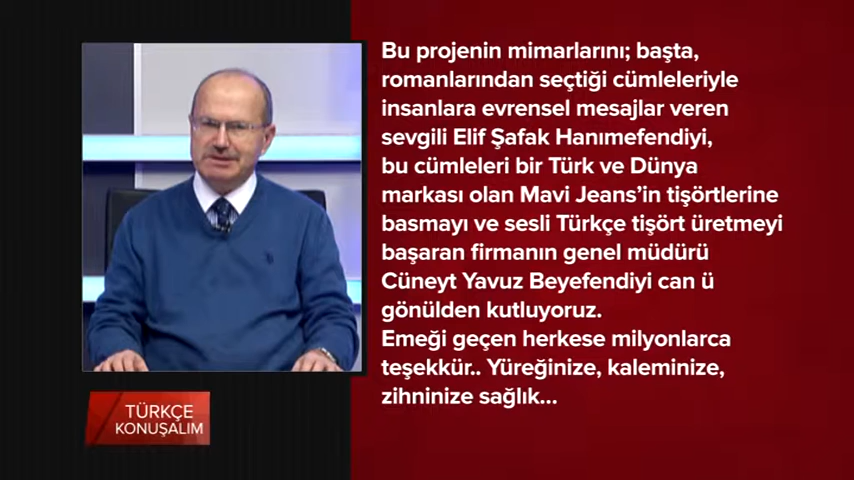 Bu projenin mimarlarını; başta,
romanlarından seçtiği cümleleriyle
insanlara evrensel mesajlar veren
sevgili Elif Şafak Hanımefendiyi,
bu cümleleri bir Türk ve Dünya
markası olan Mavi Jeans’in tişörtlerine
basmayı ve sesli Türkçe tişört üretmeyi
başaran firmanın genel müdürü
Cüneyt Yavuz Beyefendiyi can ü
gönülden kutluyoruz.
Emeği geçen herkese milyonlarca
teşekkür.. Yüreğinize, kaleminize,
zihninize sağlık...
TÜRKÇE
KONUŞALIM